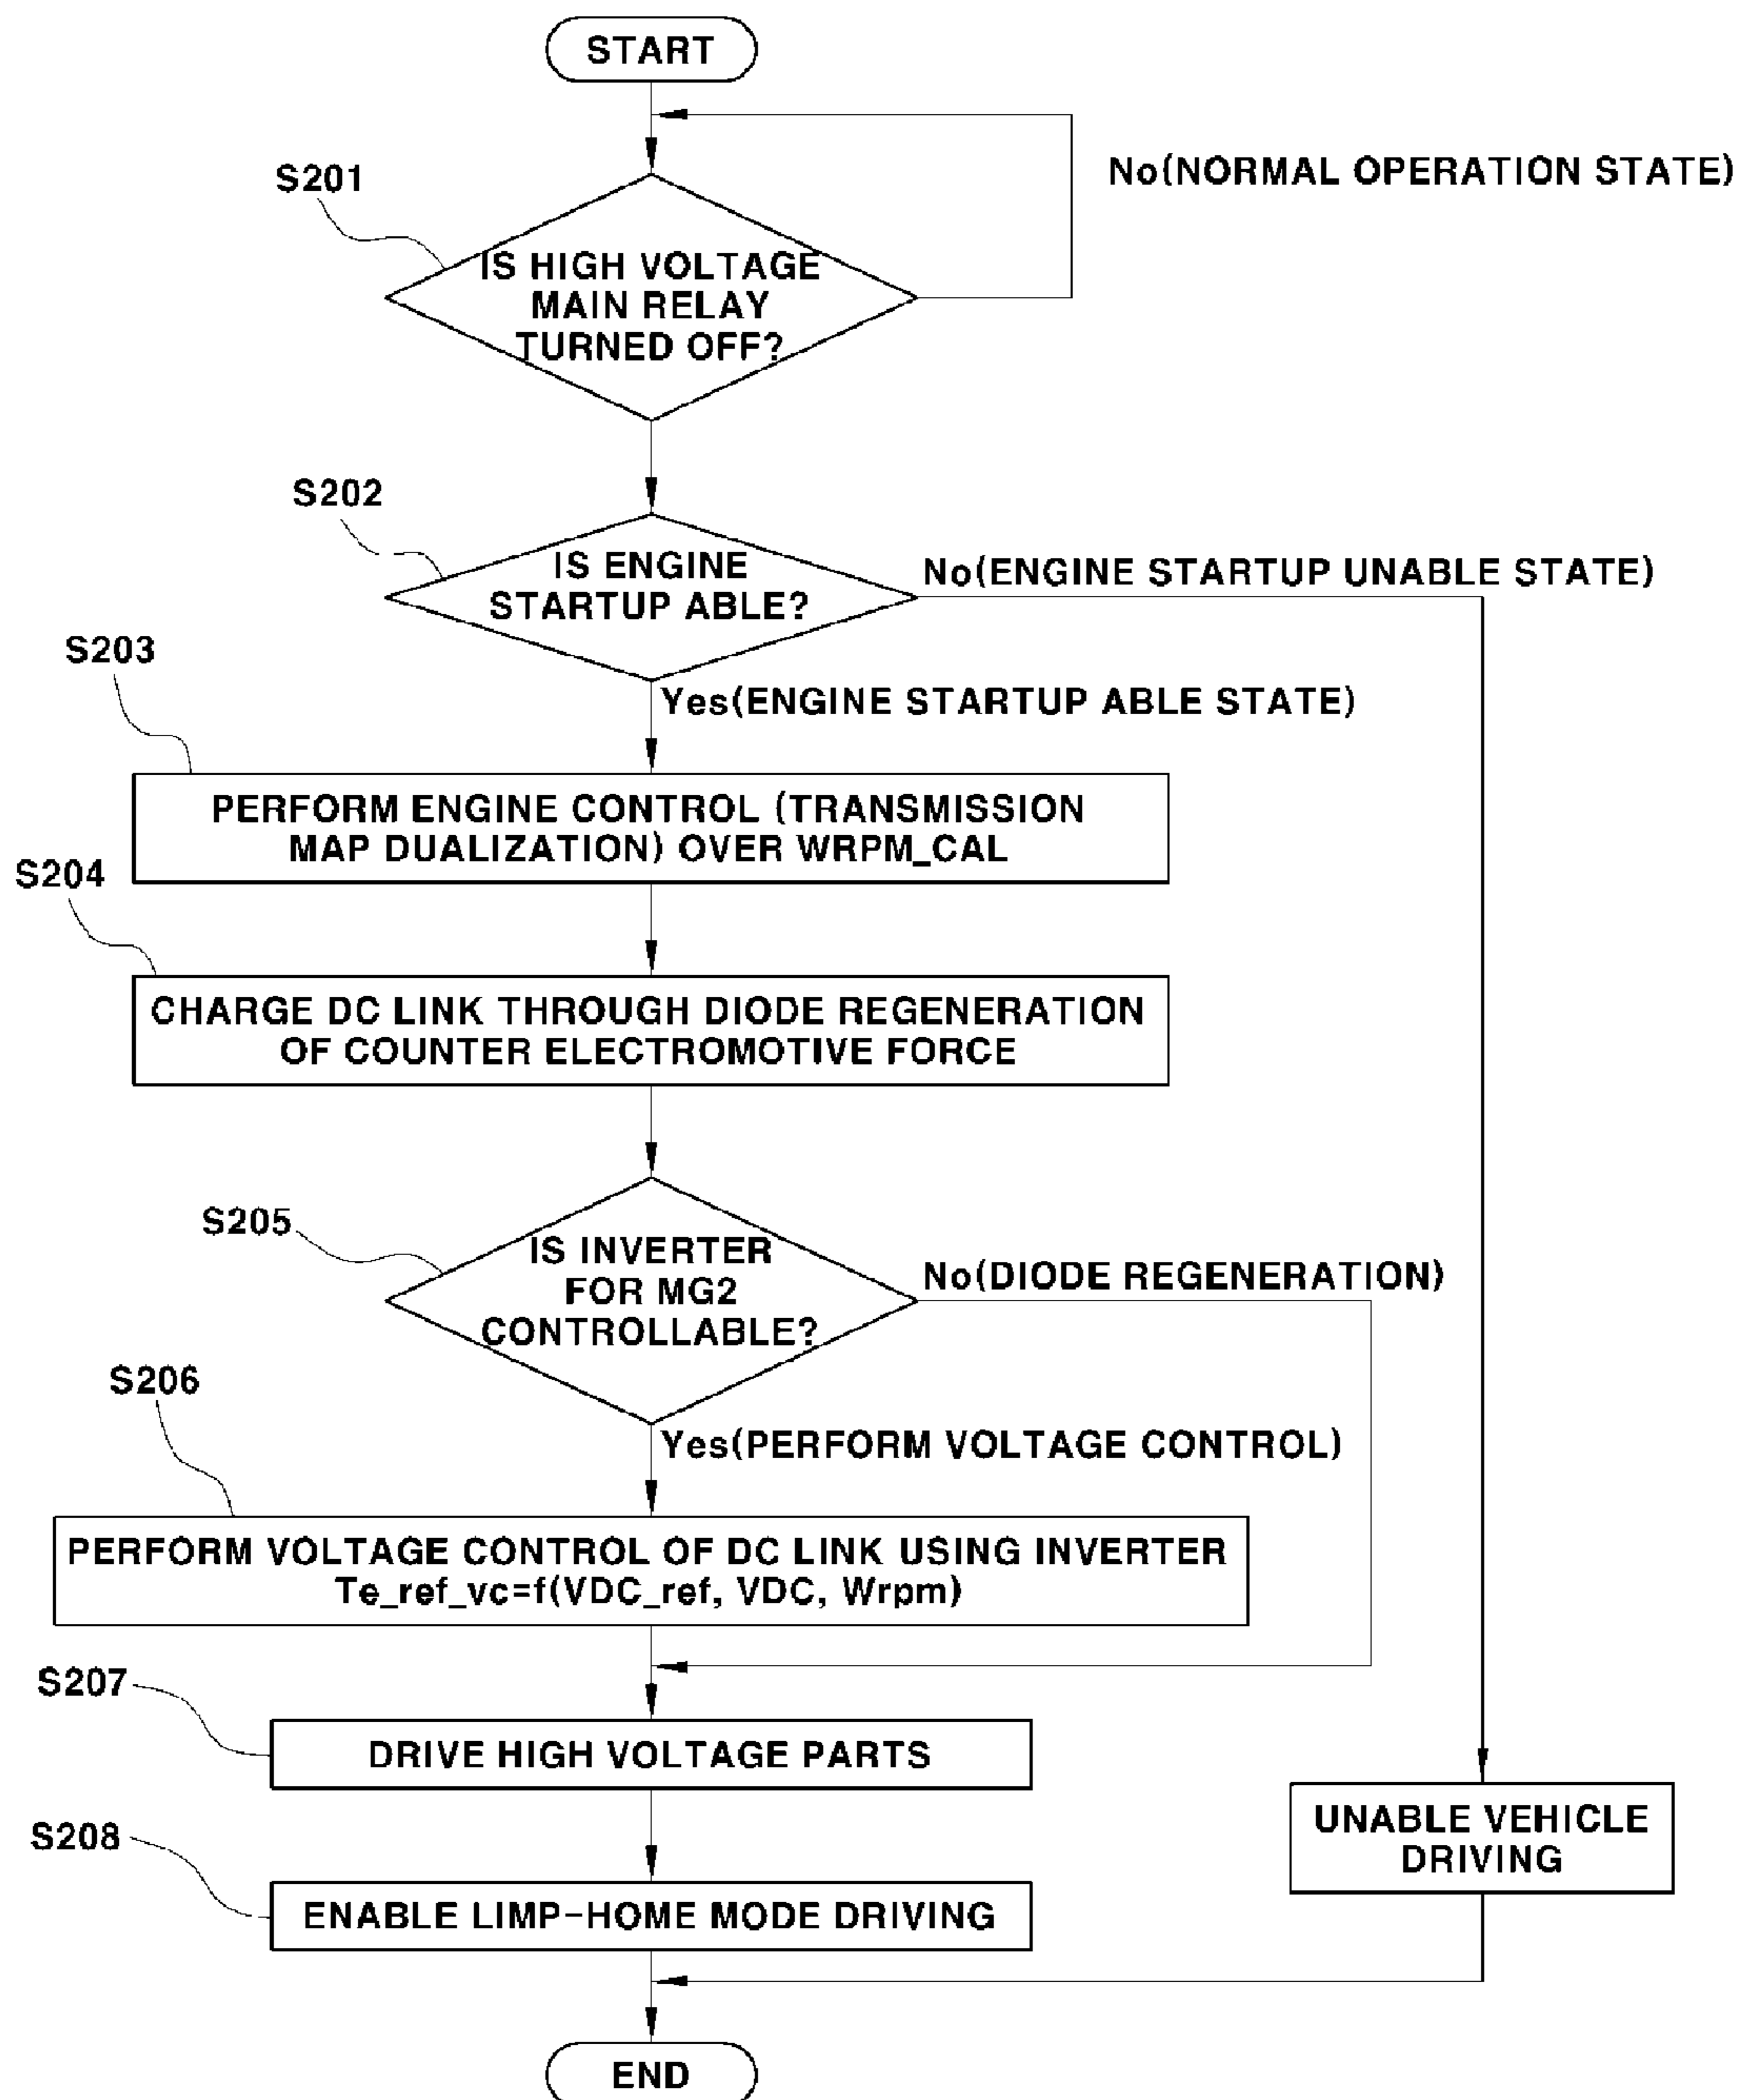 START
No(NORMAL OPERATION STATE)
S201
IS HIGH VOLTAGE
MAIN RELAY
TURNED OFF?
S202
IS ENGINE
STARTUP ABLE?
No(ENGINE STARTUP UNABLE STATE)
S203
Yes(ENGINE STARTUP ABLE STATE)
PERFORM ENGINE CONTROL (TRANSMISSION
MAP DUALIZATION) OVER WRPM_CAL
S204
CHARGE DC LINK THROUGH DIODE REGENERATION
OF COUNTER ELECTROMOTIVE FORCE
S205
IS INVERTER
FOR MG2
CONTROLLABLE?
No(DIODE REGENERATION)
S206
Yes(PERFORM VOLTAGE CONTROL)
PERFORM VOLTAGE CONTROL OF DC LINK USING INVERTER
Te_ref_vc=f(VDC_ref, VDC, Wrpm)
S207
DRIVE HIGH VOLTAGE PARTS
UNABLE VEHICLE
DRIVING
S208
ENABLE LIMP-HOME MODE DRIVING
END